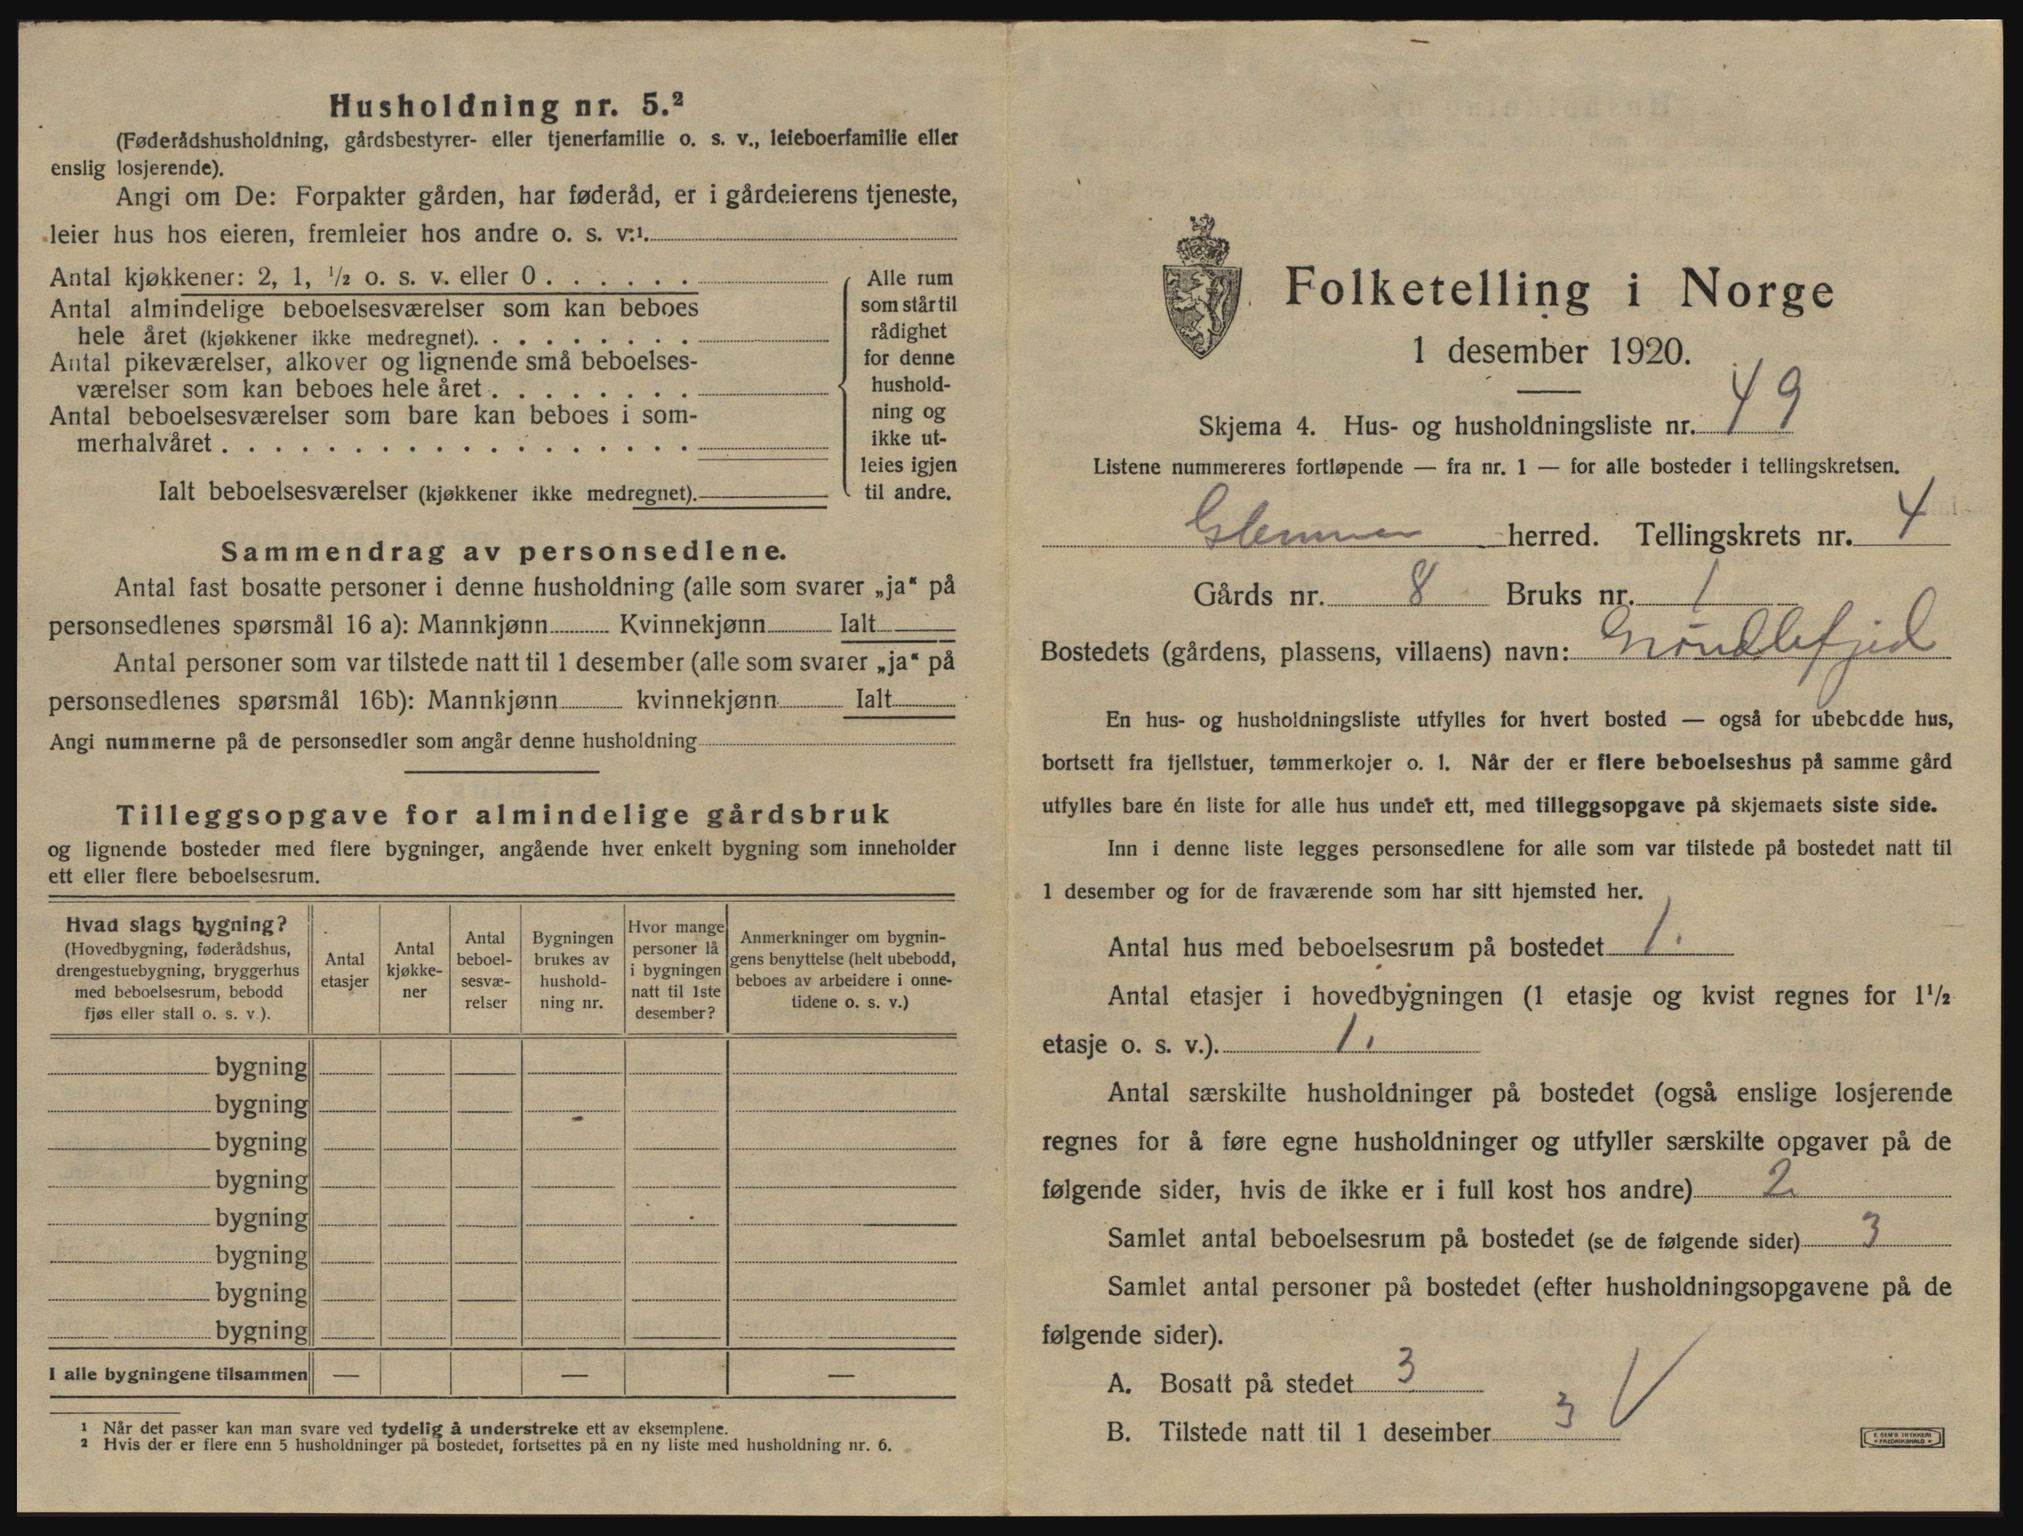 Husholdning nr. 5.²
(Føderådshusholdning, gårdsbestyrer- eller tjenerfamilie o. s. v., leieboerfamilie eller
enslig losjerende).
Angi om De: Forpakter gården, har føderåd, er i gårdeierens tjeneste,
leier hus hos eieren, fremleier hos andre o. s. v.¹
Antal kjøkkener: 2, 1, ½ o. s. v. eller 0
Antal almindelige beboelsesværelser som kan beboes
hele året (kjøkkener ikke medregnet)
Antal pikeværelser, alkover og lignende små beboelses-
værelser som kan beboes hele året
Antal beboelsesværelser som bare kan beboes i som-
merhalvåret
Ialt beboelsesværelser (kjøkkener ikke medregnet)
Alle rum
som står til
rådighet
for denne
hushold-
ning og
ikke ut-
leies igjen
til andre.
Sammendrag av personsedlene.
Antal fast bosatte personer i denne husholdning (alle som svarer „ja“ på
personsedlenes spørsmål 16 a): Mannkjønn Kvinnekjønn Ialt
Antal personer som var tilstede natt til 1 desember (alle som svarer „ja“ på
personsedlenes spørsmål 16b): Mannkjønn kvinnekjønn Ialt
Angi nummerne på de personsedler som angår denne husholdning
Tilleggsopgave for almindelige gårdsbruk
og lignende bosteder med flere bygninger, angående hver enkelt bygning som inneholder
ett eller flere beboelsesrum.
Hvad slags bygning?
(Hovedbygning, føderådshus,
drengestuebygning, bryggerhus
med beboelsesrum, bebodd
fjøs eller stall o. s. v.).
Antal
etasjer
Antal
kjøkke-
ner
Antal
beboel-
sesvæ-
relser
Bygningen
brukes av
hushold-
ning nr.
Hvor mange
personer lå
i bygningen
natt til 1ste
desember?
Anmerkninger om bygnin-
gens benyttelse (helt ubebodd,
beboes av arbeidere i onne-
tidene o. s. v.)
bygning
bygning
bygning
bygning
bygning
bygning
bygning
bygning
I alle bygningene tilsammen — — —
¹ Når det passer kan man svare ved tydelig å understreke ett av eksemplene.
² Hvis der er flere enn 5 husholdninger på bostedet, fortsettes på en ny liste med husholdning nr. 6.
Folketelling i Norge
1 desember 1920.
Skjema 4. Hus- og husholdningsliste nr. 49
Listene nummereres fortløpende — fra nr. 1 — for alle bosteder i tellingskretsen.
Glemmen herred. Tellingskrets nr. 4
Gårds nr. 8 Bruks nr. 1
Bostedets (gårdens, plassens, villaens) navn:
En hus- og husholdningsliste utfylles for hvert bosted — også for ubebodde hus,
bortsett fra fjellstuer, tømmerkojer o. l. Når der er flere beboelseshus på samme gård
utfylles bare én liste for alle hus under ett, med tilleggsopgave på skjemaets siste side.
Inn i denne liste legges personsedlene for alle som var tilstede på bostedet natt til
1 desember og for de fraværende som har sitt hjemsted her.
Antal hus med beboelsesrum på bostedet 1.
Antal etasjer i hovedbygningen (1 etasje og kvist regnes for 1½
etasje o. s. v.). 1.
Antal særskilte husholdninger på bostedet (også enslige losjerende
regnes for å føre egne husholdninger og utfyller særskilte opgaver på de
følgende sider, hvis de ikke er i full kost hos andre) 2
Samlet antal beboelsesrum på bostedet (se de følgende sider) 3
Samlet antal personer på bostedet (efter husholdningsopgavene på de
følgende sider).
A. Bosatt på stedet 3
B. Tilstede natt til 1 desember 3 V